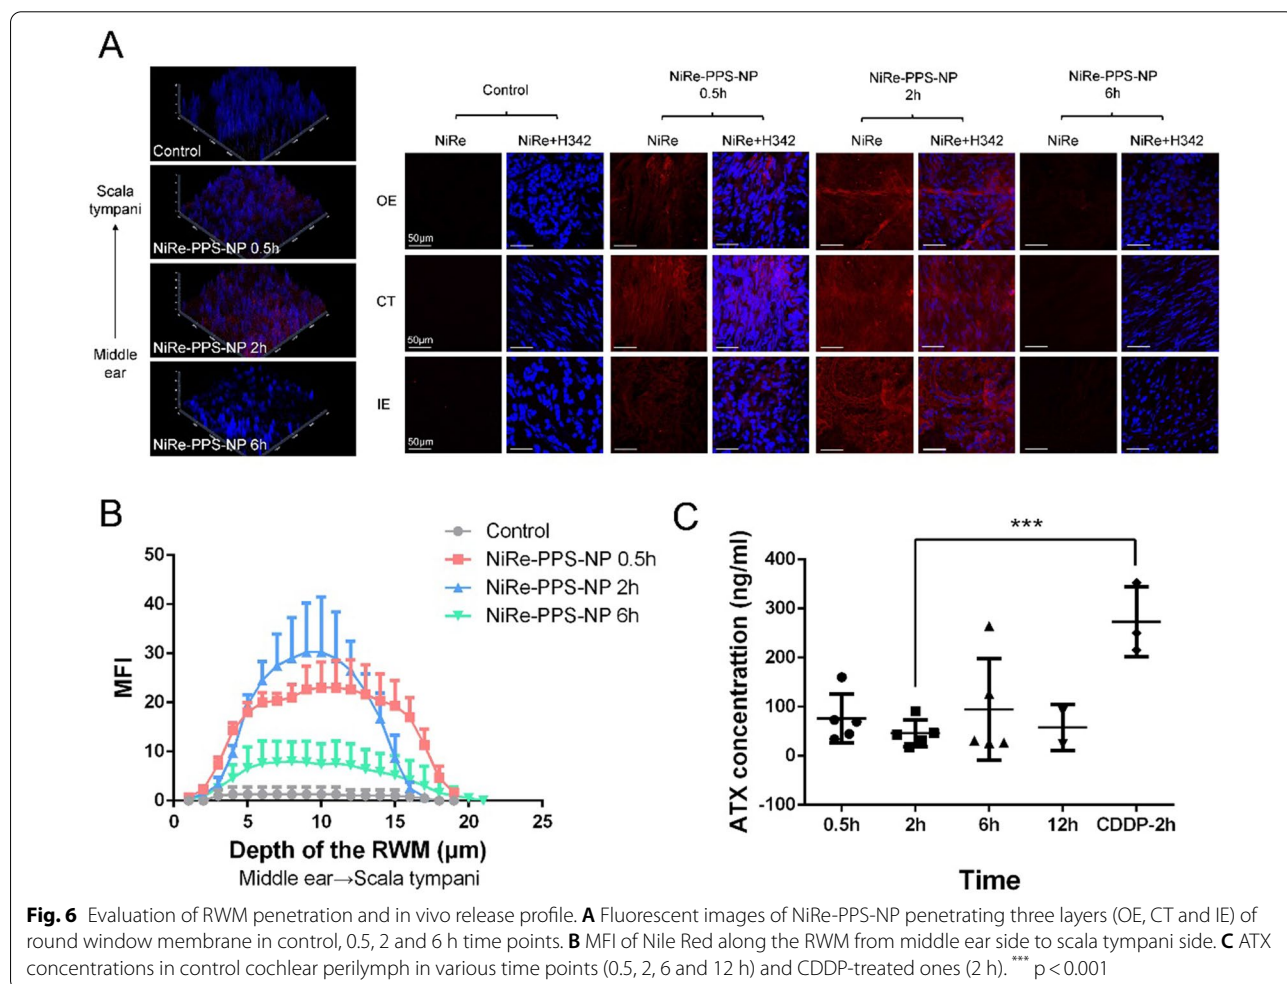 A
Control
NiRe-PPS-NP 0.5h
NiRe-PPS-NP 2h
NiRe-PPS-NP 6h
Scala
tympani
Middle
ear
Control
NiRe-PPS-NP
0.5h
NiRe-PPS-NP
2h
NiRe-PPS-NP
6h
NiRe NiRe+H342 NiRe NiRe+H342 NiRe NiRe+H342 NiRe NiRe+H342
OE
50μm
CT
50μm
IE
50μm
B
Control
NiRe-PPS-NP 0.5h
NiRe-PPS-NP 2h
NiRe-PPS-NP 6h
MFI
50
40
30
20
10
0
0 5 10 15 20 25
Depth of the RWM (μm)
Middle ear→Scala tympani
C
***
ATX concentrattion (ng/ml)
400
300
200
100
0
-100
0.5h 2h 6h 12h CDDP-2h
Time
Fig. 6 Evaluation of RWM penetration and in vivo release profile. A Fluorescent images of NiRe-PPS-NP penetrating three layers (OE, CT and IE) of
round window membrane in control, 0.5, 2 and 6 h time points. B MFI of Nile Red along the RWM from middle ear side to scala tympani side. C ATX
concentrations in control cochlear perilymph in various time points (0.5, 2, 6 and 12 h) and CDDP-treated ones (2 h). *** p < 0.001